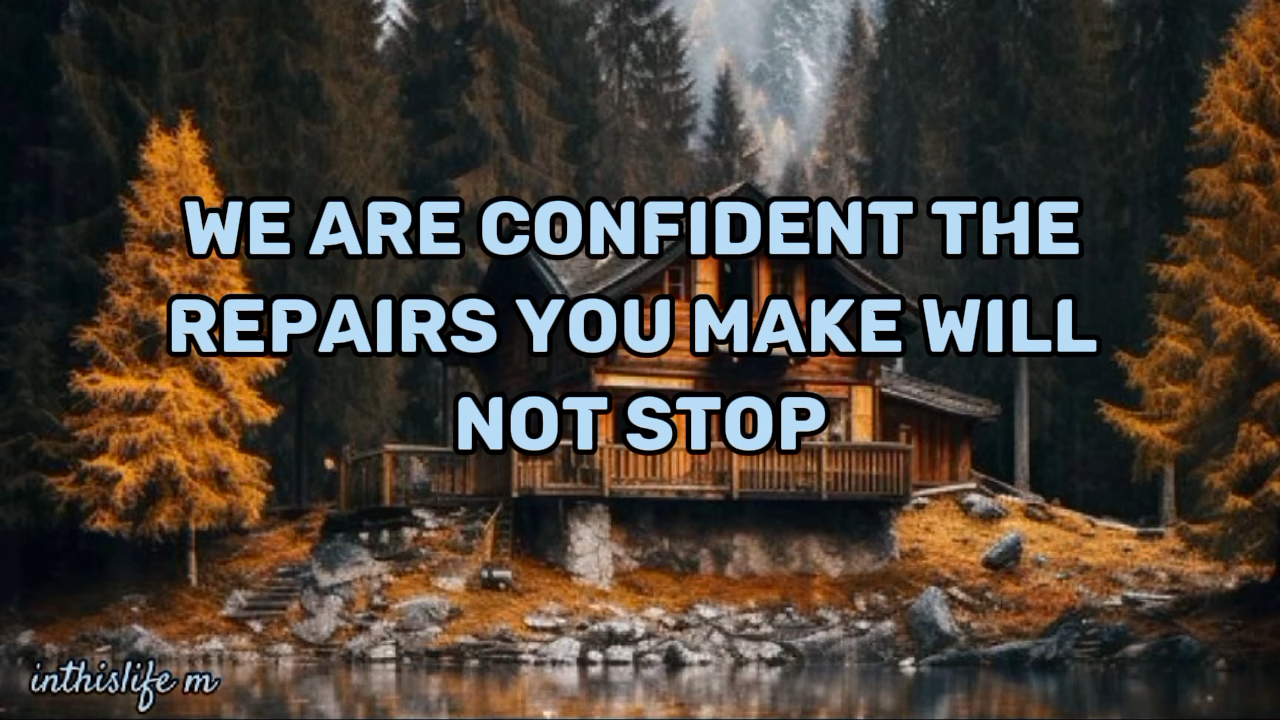 WE ARE CONFIDENT THE
REPAIRS YOU MAKE WILL
NOT STOP
inthislife m